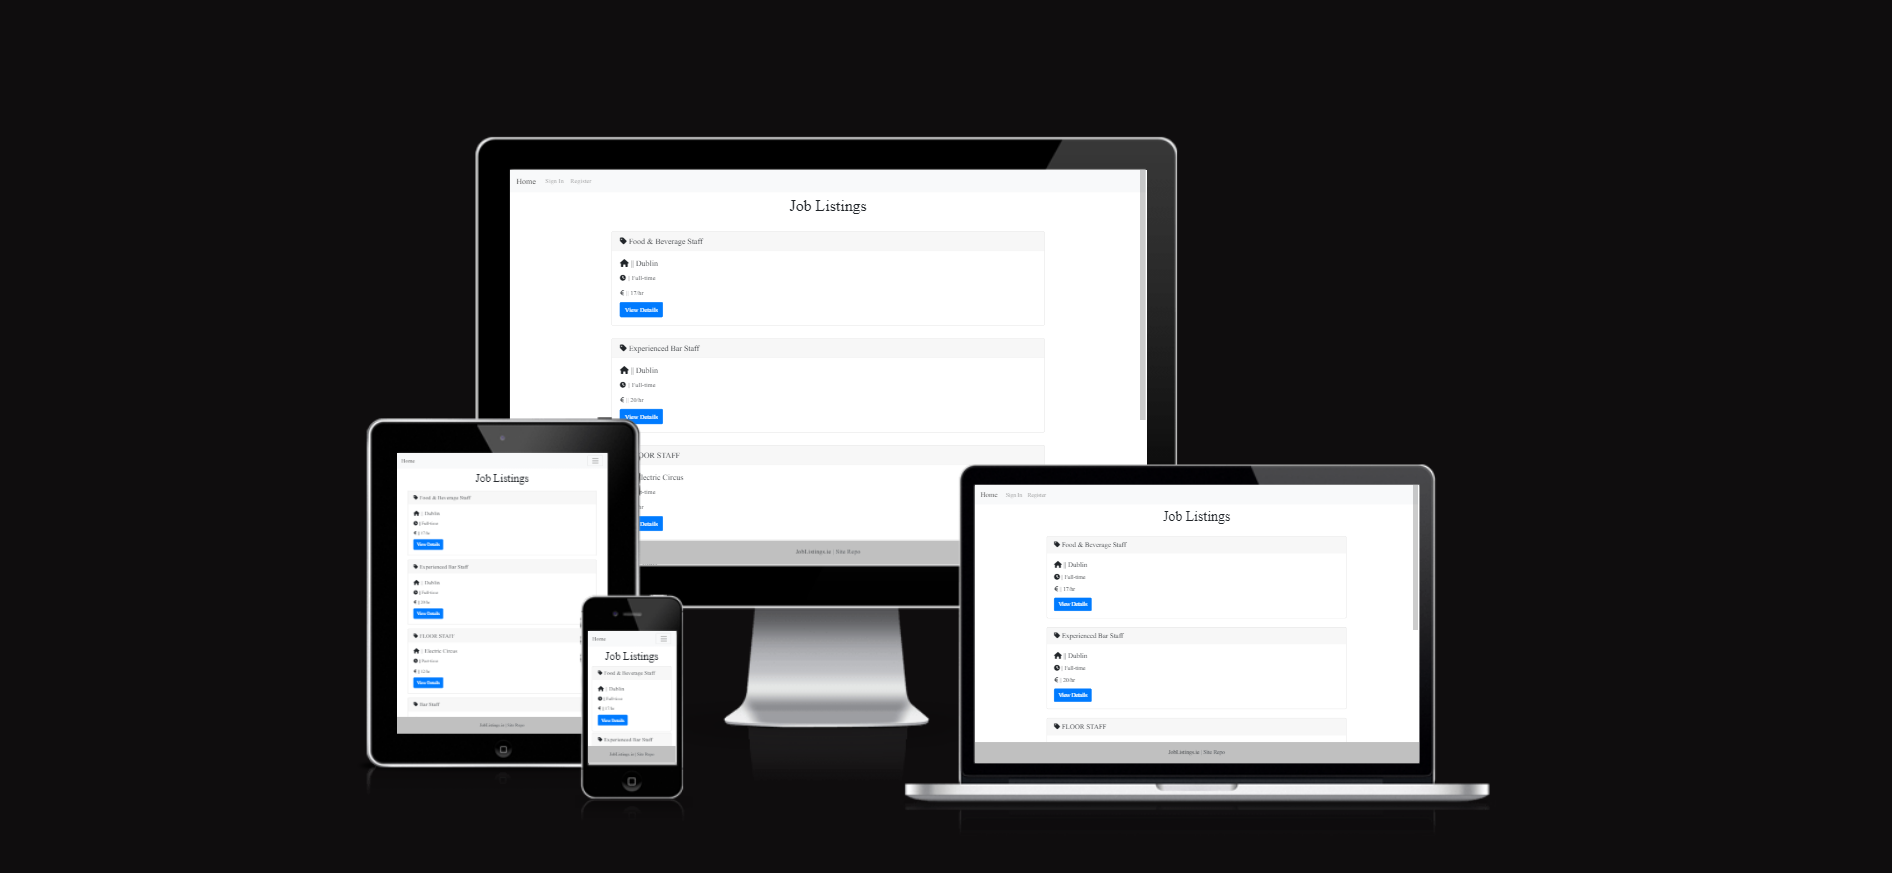 Home Sign In Register
Job Listings
Food & Beverage Staff
|| Dublin
|| Full-time
€ || 17/hr
View Details
Experienced Bar Staff
|| Dublin
|| Full-time
€ || 20/hr
View Details
OOR STAFF
lectric Circus
-time
hr
Details
JobListings.ie | Site Repo
Home
Job Listings
Food & Beverage Staff
|| Dublin
|| Full-time
€ || 17/hr
View Details
Experienced Bar Staff
|| Dublin
|| Full-time
€ || 20/hr
View Details
FLOOR STAFF
|| Electric Circus
€ || 12/hr
View Details
Bar Staff
JobListings.ie | Site Repo
Home
Job Listings
Food & Beverage Staff
|| Dublin
|| Full-time
€ || 17/hr
View Details
Experienced Bar Staff
JobListings.ie | Site Repo
Home Sign In Register
Job Listings
Food & Beverage Staff
|| Dublin
|| Full-time
€ || 17/hr
View Details
Experienced Bar Staff
|| Dublin
|| Full-time
€ || 20/hr
View Details
FLOOR STAFF
JobListings.ie | Site Repo